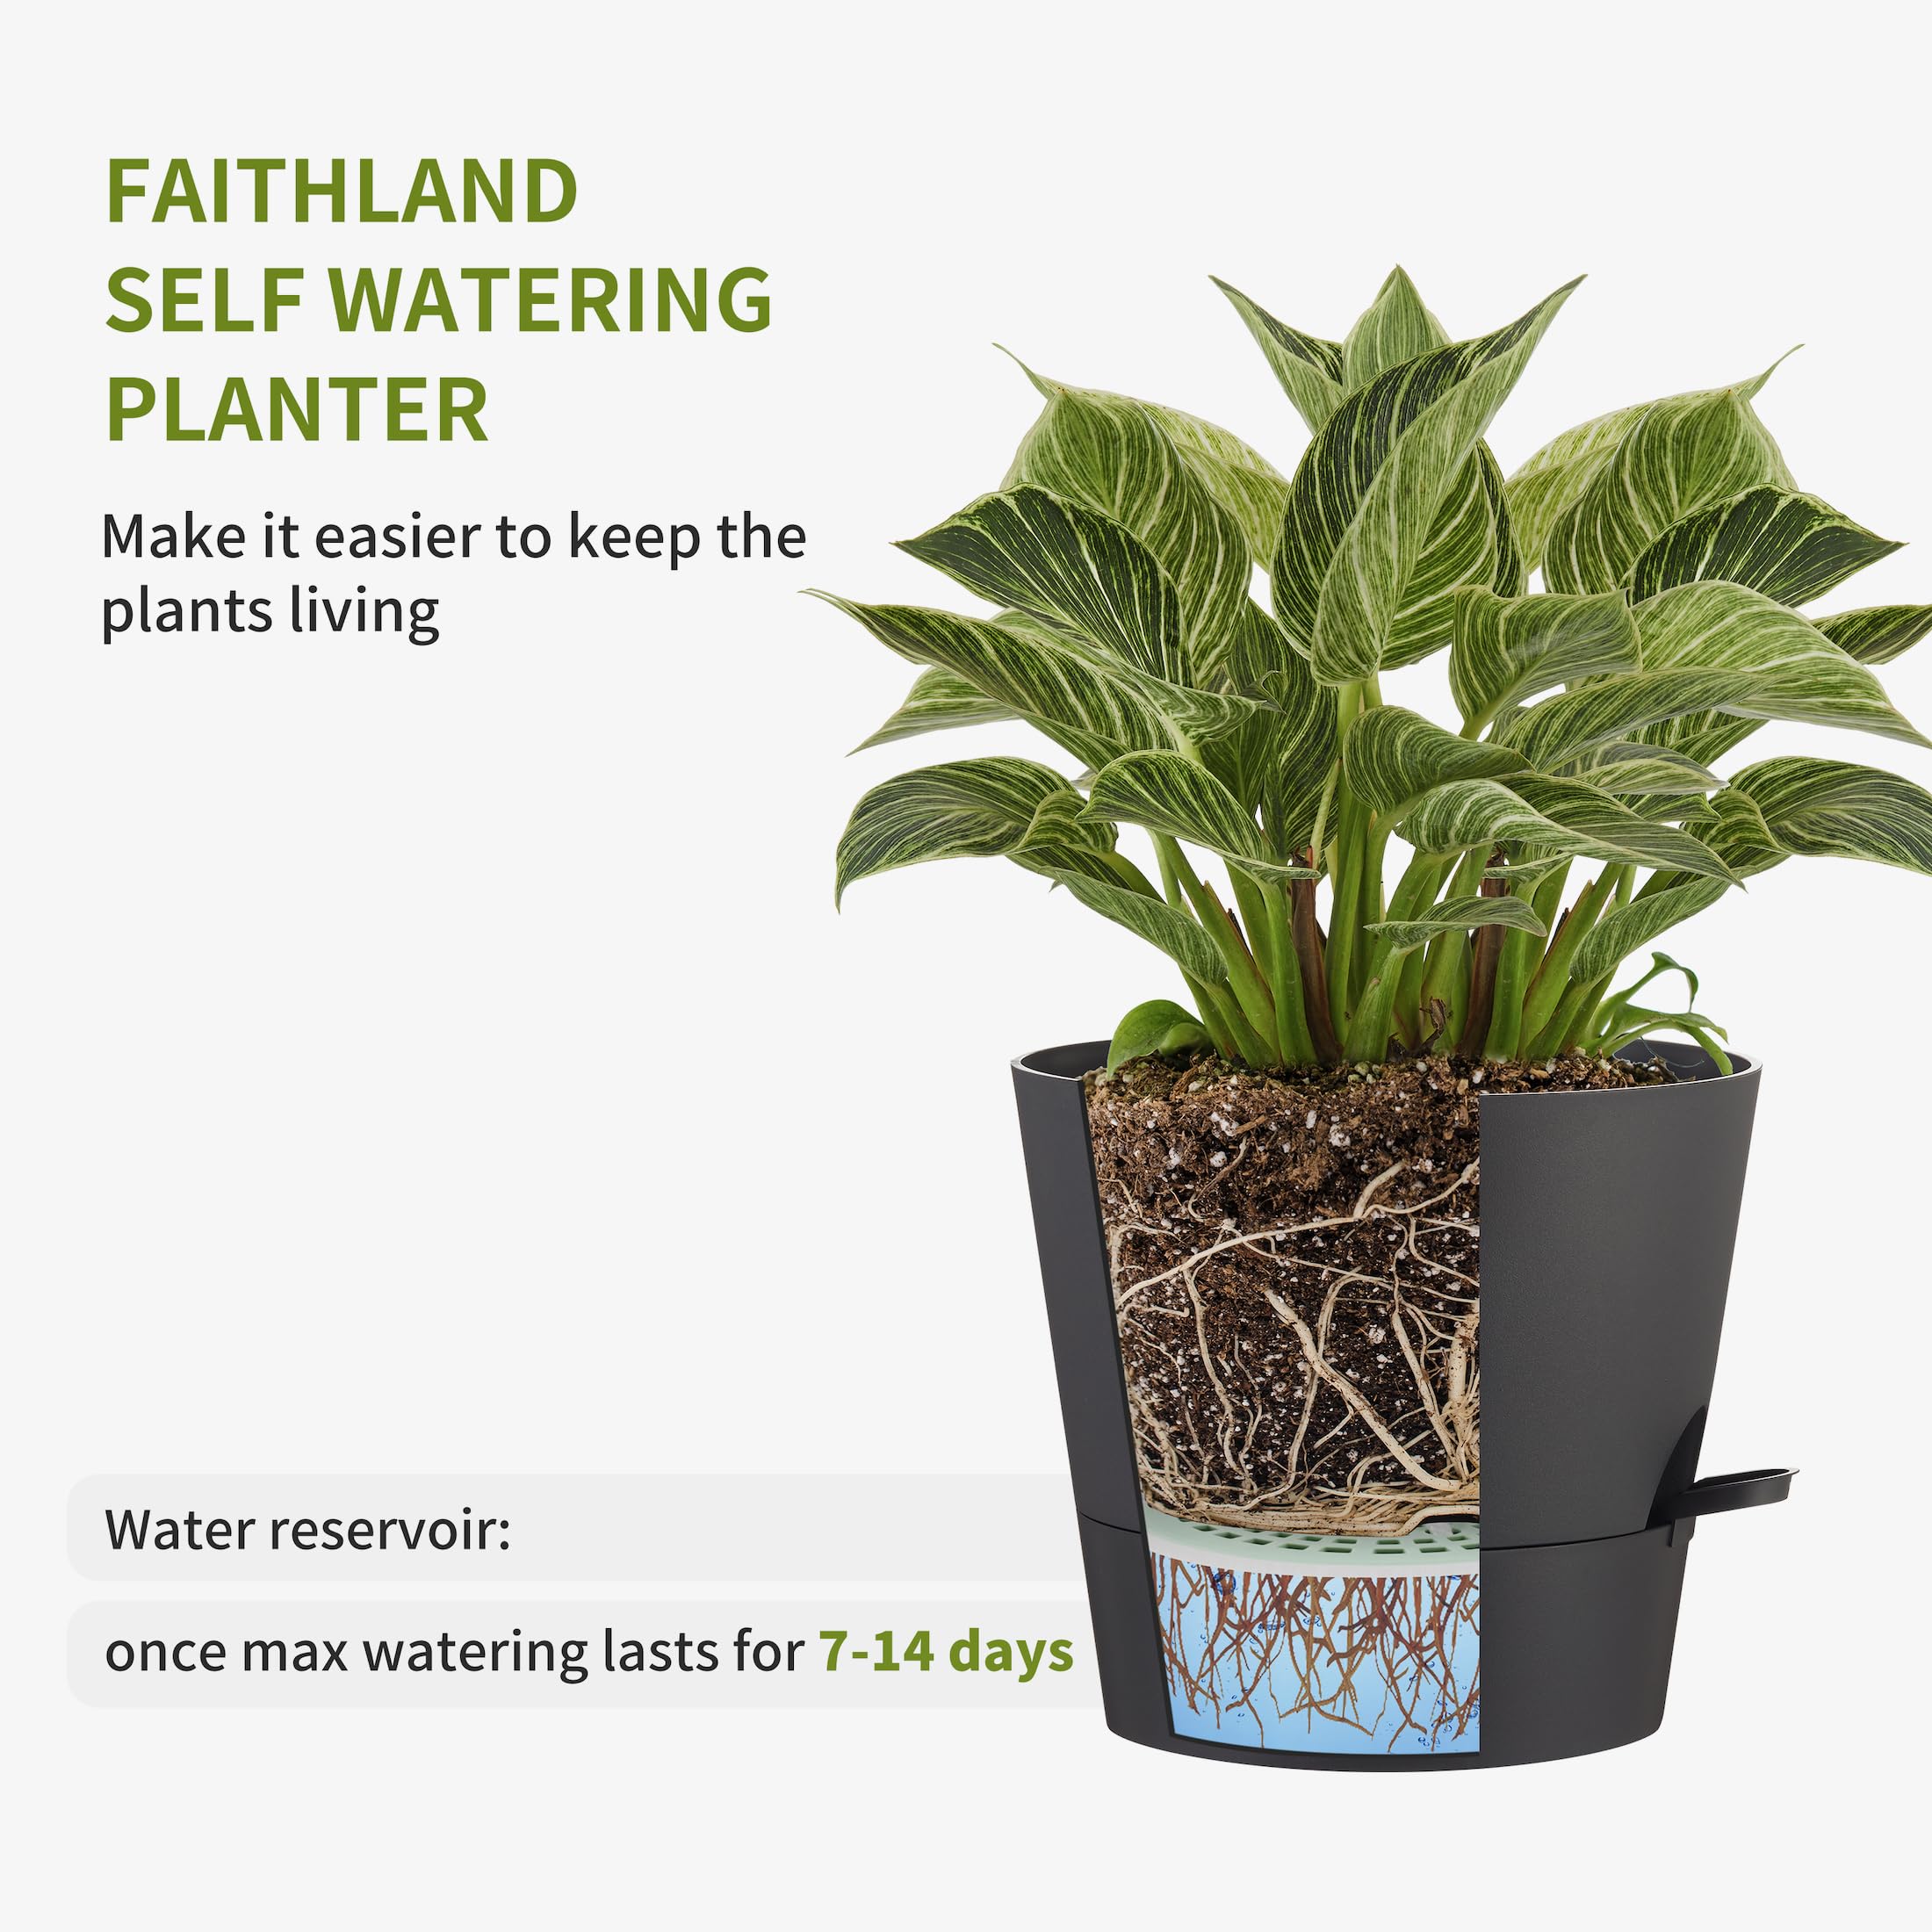 FAITHLAND
SELF WATERING
PLANTER
Make it easier to keep the
plants living
Water reservoir:
once max watering lasts for 7-14 days